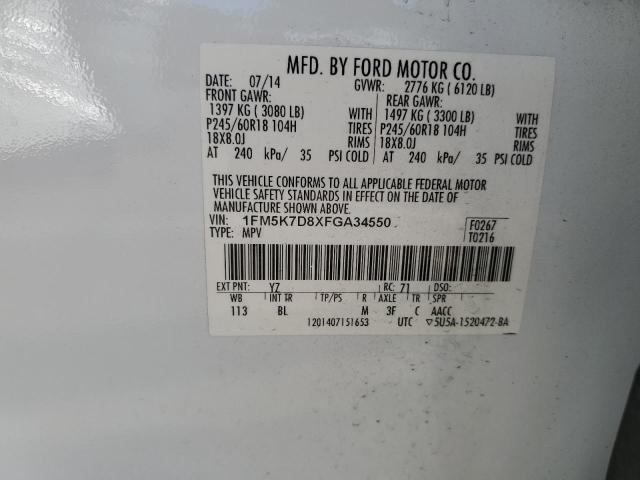 MFD. BY FORD MOTOR CO.
DATE: 07/14 GVWR: 2776 KG ( 6120 LB)
FRONT GAWR: REAR GAWR:
1397 KG ( 3080 LB) WITH 1497 KG ( 3300 LB) WITH
P245/60R18 104H TIRES P245/60R18 104H TIRES
18X8.0J RIMS 18X8.0J RIMS
AT 240 kPa/ 35 PSI COLD AT 240 kPa/ 35 PSI COLD
THIS VEHICLE CONFORMS TO ALL APPLICABLE FEDERAL MOTOR
VEHICLE SAFETY STANDARDS IN EFFECT ON THE DATE OF MANUFACTURE SHOWN ABOVE.
VIN: 1FM5K7D8XFGA34550 F0267
TYPE: MPV T0216
EXT PNT: YZ RC: 71 DSO:
WB INT TR TP/PS R AXLE TR SPR
113 BL M 3F C AACC
1201407151653 UTC ▽5U5A-1520472-BA